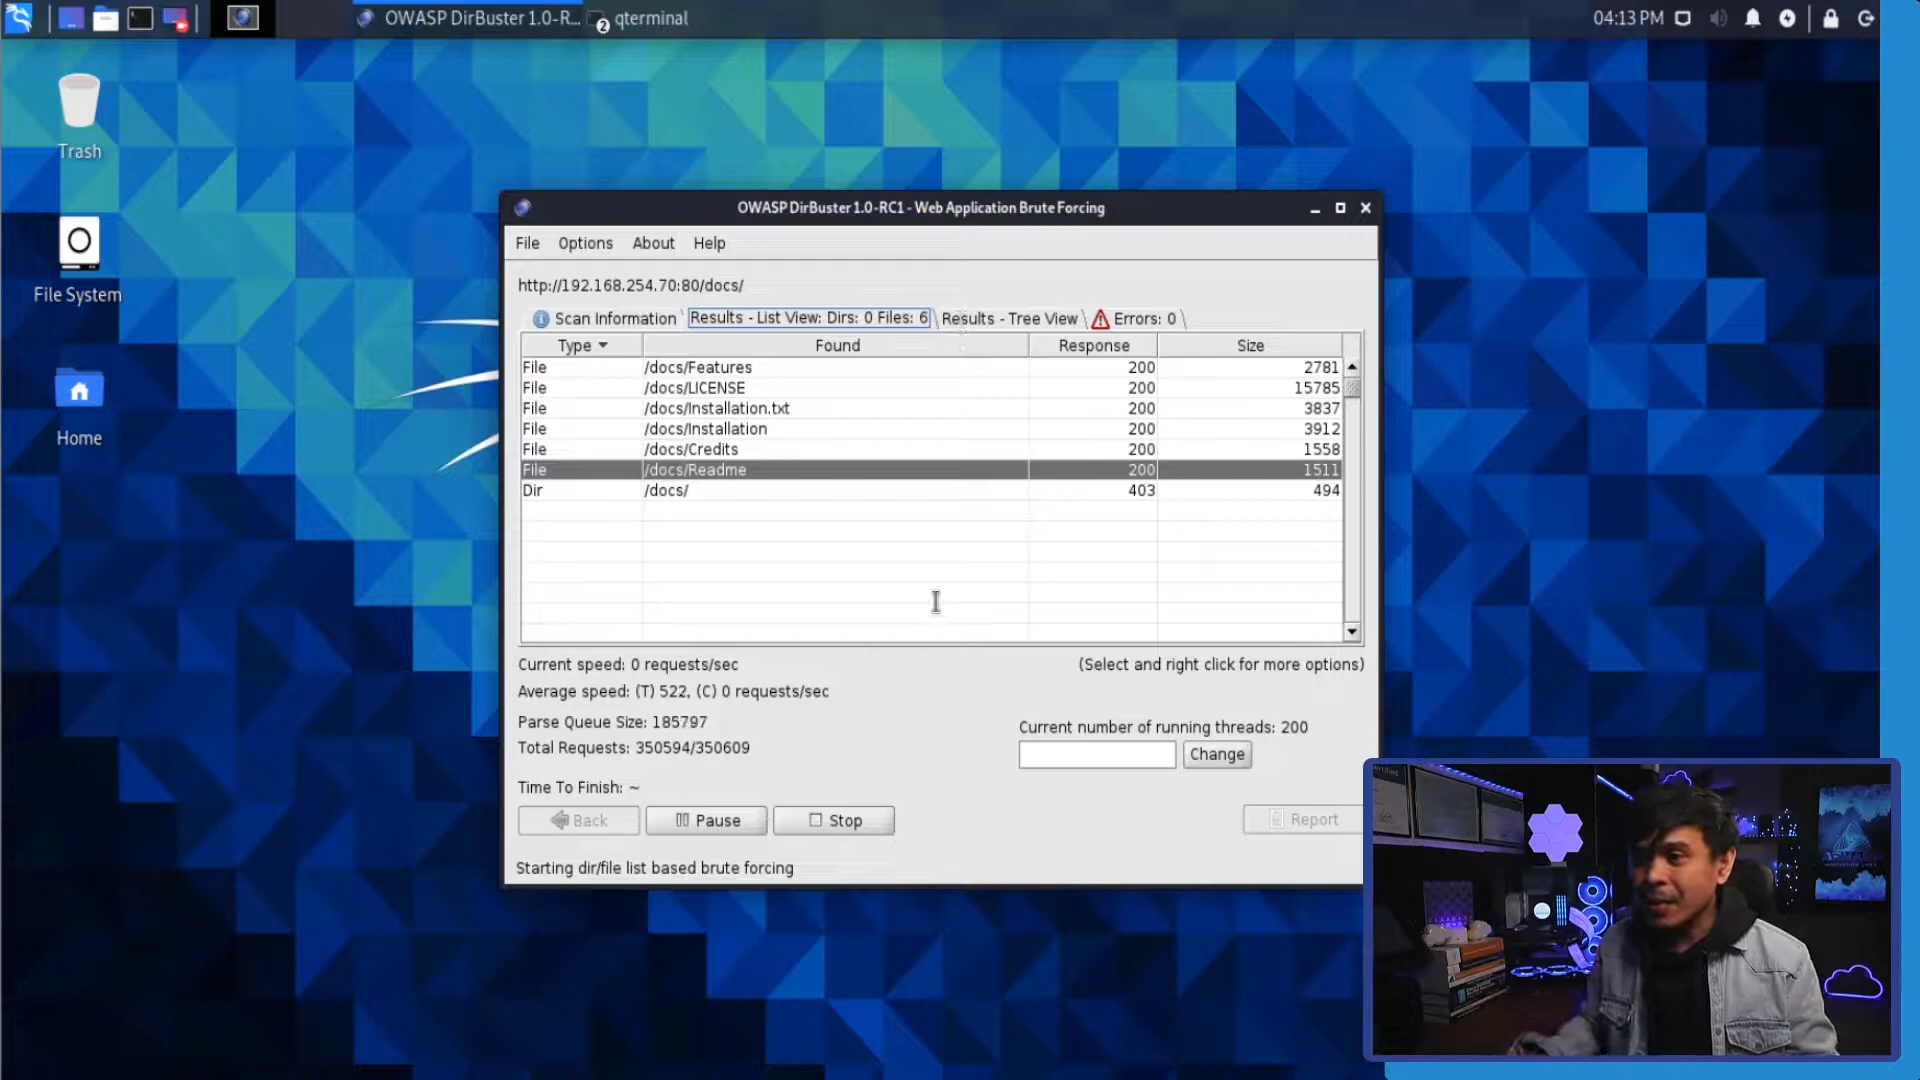 OWASP DirBuster 1.0-R...
2 qterminal
04:13 PM
Trash
File System
Home
OWASP DirBuster 1.0-RC1 - Web Application Brute Forcing
File Options About Help
http://192.168.254.70:80/docs/
Scan Information Results - List View: Dirs: 0 Files: 6 Results - Tree View Errors: 0
Type Found Response Size
File /docs/Features 200 2781
File /docs/LICENSE 200 15785
File /docs/Installation.txt 200 3837
File /docs/Installation 200 3912
File /docs/Credits 200 1558
File /docs/Readme 200 1511
Dir /docs/ 403 494
Current speed: 0 requests/sec (Select and right click for more options)
Average speed: (T) 522, (C) 0 requests/sec
Parse Queue Size: 185797
Current number of running threads: 200
Total Requests: 350594/350609
Change
Time To Finish: ~
Back Pause Stop Report
Starting dir/file list based brute forcing